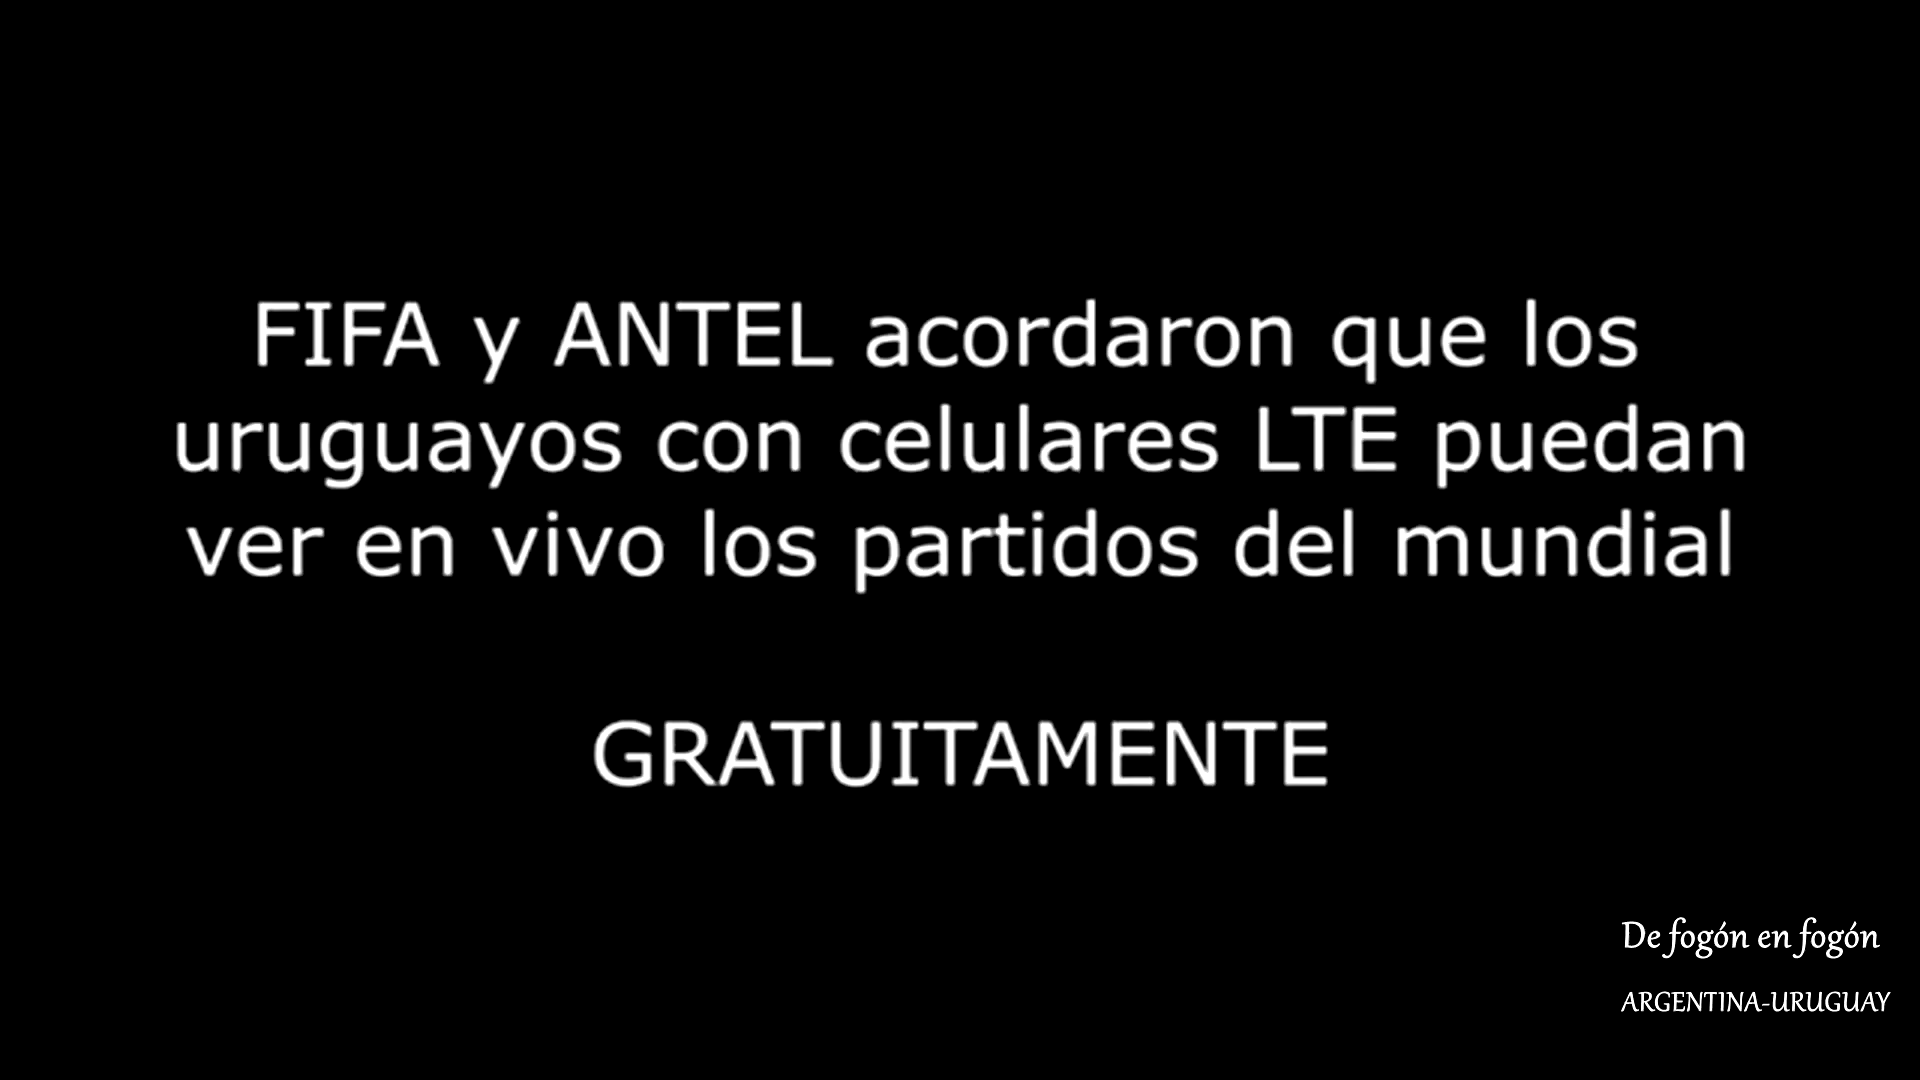 FIFA y ANTEL acordaron que los
uruguayos con celulares LTE puedan
ver en vivo los partidos del mundial
GRATUITAMENTE
De fogón en fogón
ARGENTINA-URUGUAY